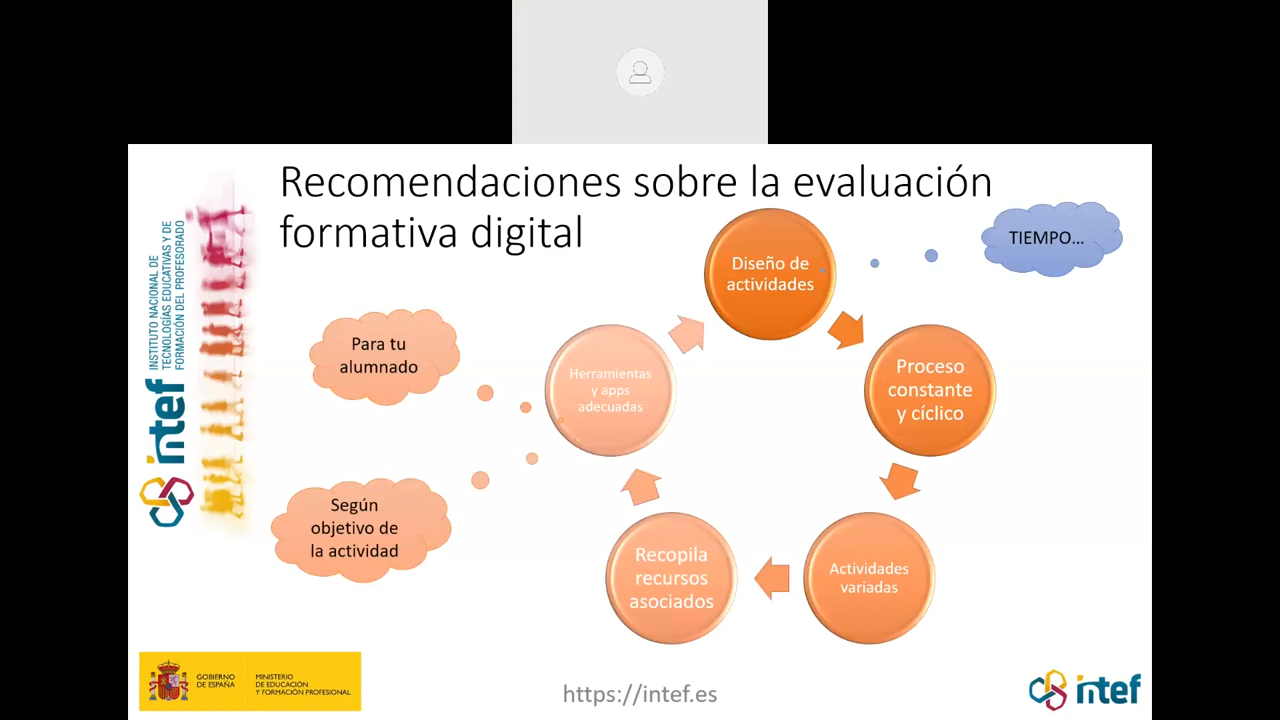 Recomendaciones sobre la evaluación
formativa digital
TIEMPO...
Diseño de
actividades
Proceso
constante
y cíclico
Actividades
variadas
Recopila
recursos
asociados
Herramientas
y apps
adecuadas
Para tu
alumnado
Según
objetivo de
la actividad
INSTITUTO NACIONAL DE
TECNOLOGÍAS EDUCATIVAS Y DE
FORMACIÓN DEL PROFESORADO
intef
GOBIERNO
DE ESPAÑA
MINISTERIO
DE EDUCACIÓN
Y FORMACIÓN PROFESIONAL
https://intef.es
intef